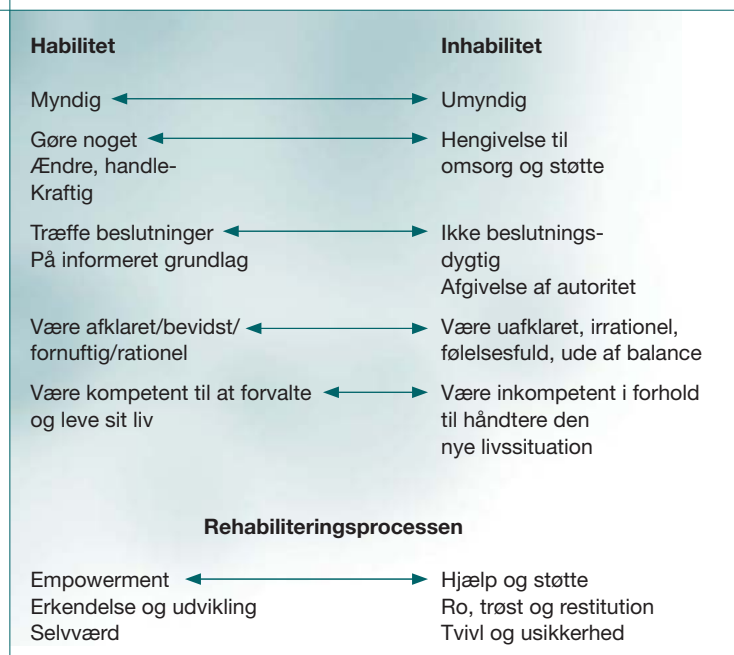 Habilitet
Inhabilitet
Myndig
Umyndig
Gøre noget
Ændre, handle-
Kraftig
Hengivelse til
omsorg og støtte
Træffe beslutninger
På informeret grundlag
Ikke beslutnings-
dygtig
Afgivelse af autoritet
Være afklaret/bevidst/
fornuftig/rationel
Være uafklaret, irrationel,
følelsesfuld, ude af balance
Være kompetent til at forvalte
og leve sit liv
Være inkompetent i forhold
til håndtere den
nye livssituation
Rehabiliteringsprocessen
Empowerment
Erkendelse og udvikling
Selvværd
Hjælp og støtte
Ro, trøst og restitution
Tvivl og usikkerhed